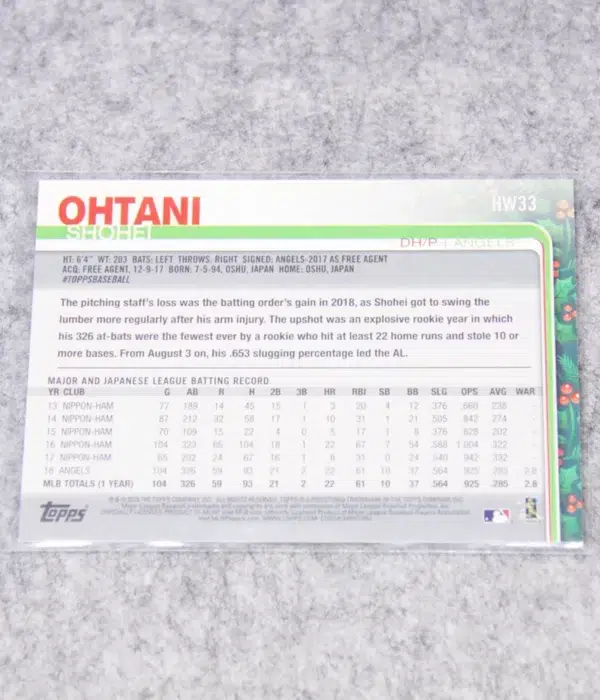 OHTANI
SHOHEI
HW33
DH/P | ANGELS
HT: 6'4" WT: 203 BATS: LEFT THROWS: RIGHT SIGNED: ANGELS-2017 AS FREE AGENT
ACQ: FREE AGENT, 12-9-17 BORN: 7-5-94, OSHU, JAPAN HOME: OSHU, JAPAN
#TOPPSBASEBALL
The pitching staff's loss was the batting order's gain in 2018, as Shohei got to swing the
lumber more regularly after his arm injury. The upshot was an explosive rookie year in which
his 326 at-bats were the fewest ever by a rookie who hit at least 22 home runs and stole 10 or
more bases. From August 3 on, his .653 slugging percentage led the AL.
MAJOR AND JAPANESE LEAGUE BATTING RECORD
YR CLUB G AB R H 2B 3B HR RBI SB BB SLG OPS AVG WAR
13 NIPPON-HAM 77 189 14 45 15 1 3 20 4 12 .376 .660 .238 -
14 NIPPON-HAM 87 212 32 58 17 1 10 31 1 21 .505 .842 .274 -
15 NIPPON-HAM 70 109 15 22 4 0 5 17 1 .376 .628 .202 -
16 NIPPON-HAM 104 323 65 104 18 1 22 67 7 54 .588 1.004 .322 -
17 NIPPON-HAM 65 202 24 67 16 1 31 0 24 .540 .942 .332 -
18 ANGELS 104 326 59 93 21 2 22 61 10 37 .564 .925 .285 2.8
MLB TOTALS (1 YEAR) 104 326 59 93 21 2 22 61 10 37 .564 .925 .285 2.8
Topps